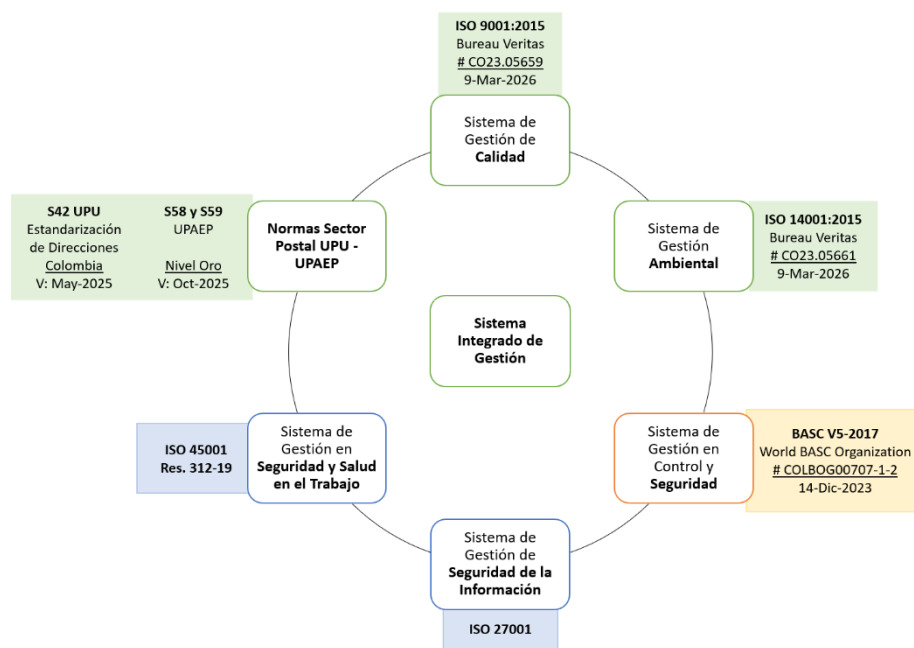 ISO 9001:2015
Bureau Veritas
# CO23.05659
9-Mar-2026
Sistema de
Gestión de
Calidad
S42 UPU
Estandarización
de Direcciones
Colombia
V: May-2025
S58 y S59
UPAEP
Nivel Oro
V: Oct-2025
Normas Sector
Postal UPU -
UPAEP
Sistema de
Gestión
Ambiental
ISO 14001:2015
Bureau Veritas
# CO23.05661
9-Mar-2026
Sistema
Integrado de
Gestión
ISO 45001
Res. 312-19
Sistema de
Gestión en
Seguridad y Salud
en el Trabajo
Sistema de
Gestión en
Control y
Seguridad
BASC V5-2017
World BASC Organization
# COLBOG00707-1-2
14-Dic-2023
Sistema de
Gestión de
Seguridad de la
Información
ISO 27001